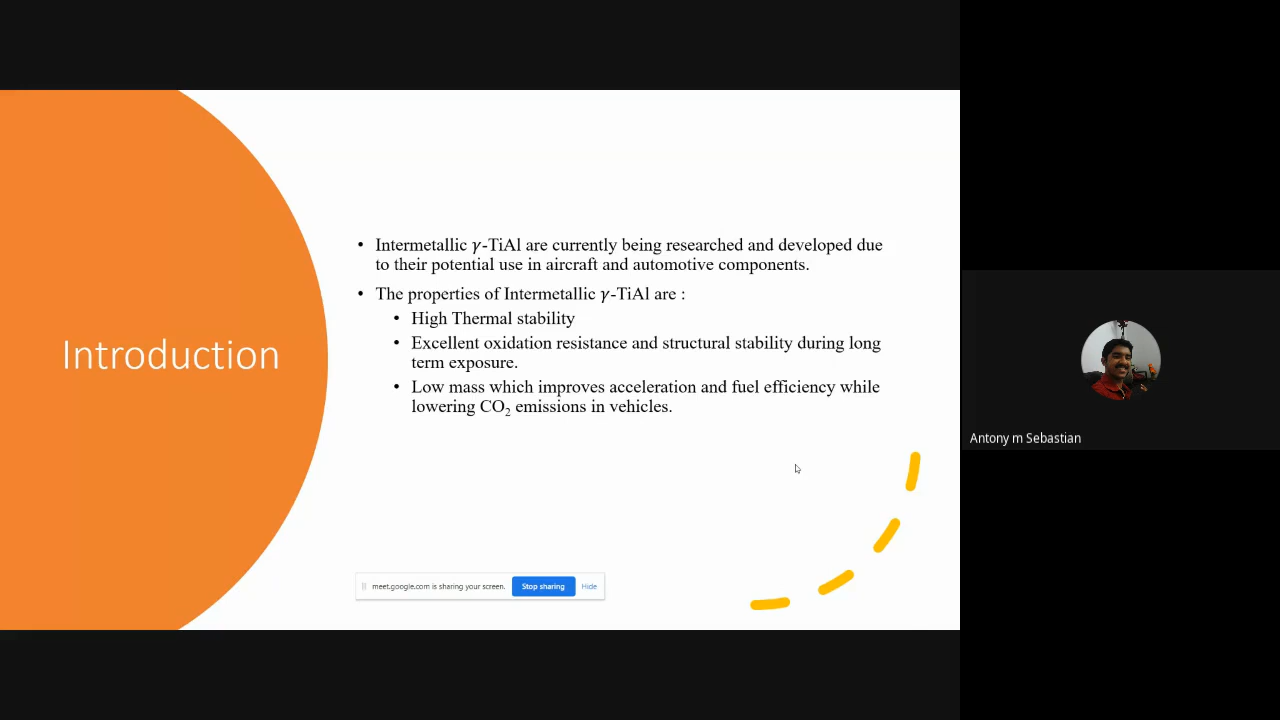 Introduction
• Intermetallic γ-TiAl are currently being researched and developed due
to their potential use in aircraft and automotive components.
• The properties of Intermetallic γ-TiAl are :
• High Thermal stability
• Excellent oxidation resistance and structural stability during long
term exposure.
• Low mass which improves acceleration and fuel efficiency while
lowering CO₂ emissions in vehicles.
meet.google.com is sharing your screen. Stop sharing Hide
Antony m Sebastian